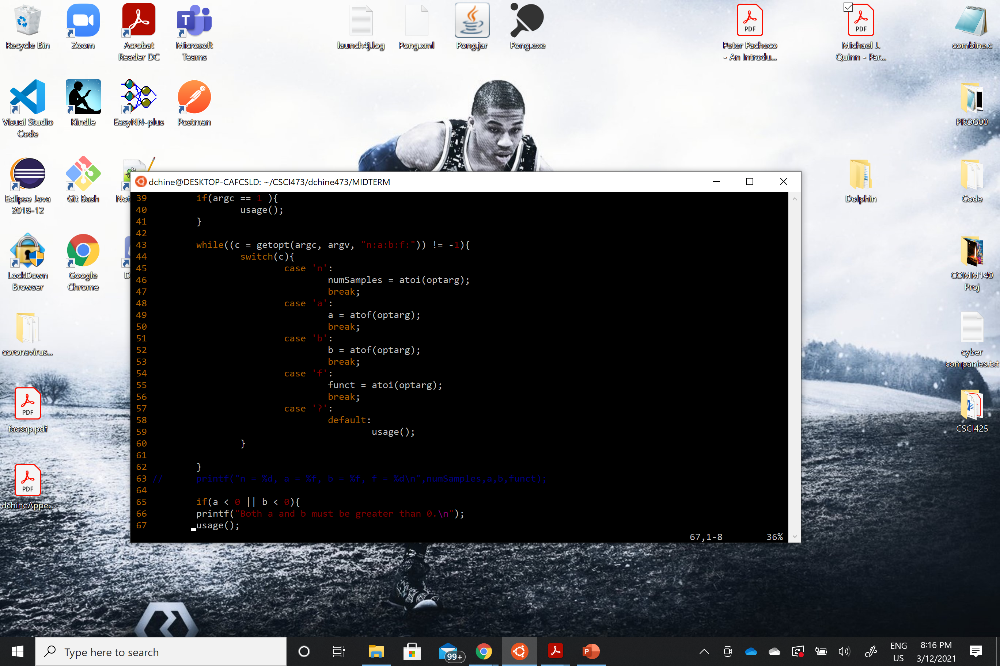 Recycle Bin
Zoom
Acrobat
Reader DC
Microsoft
Teams
launch4j.log
Pong.xml
Pong.jar
Pong.exe
PDF
Peter Pacheco
- An Introdu...
PDF
Michael J.
Quinn - Par...
combine.c
Visual Studio
Code
Kindle
EasyNN-plus
Postman
PROG00
Eclipse Java
2018-12
Git Bash
Not
Dolphin
Code
LockDown
Browser
Google
Chrome
D
COMM140
Proj
coronavirus...
cyber
companies.txt
PDF
facsap.pdf
CSCI425
PDF
dchineAppe...
dchine@DESKTOP-CAFCSLD: ~/CSCI473/dchine473/MIDTERM
39 if(argc == 1 ){
40 usage();
41 }
42
43 while((c = getopt(argc, argv, "n:a:b:f:")) != -1){
44 switch(c){
45 case 'n':
46 numSamples = atoi(optarg);
47 break;
48 case 'a':
49 a = atof(optarg);
50 break;
51 case 'b':
52 b = atof(optarg);
53 break;
54 case 'f':
55 funct = atoi(optarg);
56 break;
57 case '?':
58 default:
59 usage();
60 }
61
62 }
63 // printf("n = %d, a = %f, b = %f, f = %d\n",numSamples,a,b,funct);
64
65 if(a < 0 || b < 0){
66 printf("Both a and b must be greater than 0.\n");
67 usage();
67,1-8 36%
Type here to search
99+
ENG
US
8:16 PM
3/12/2021